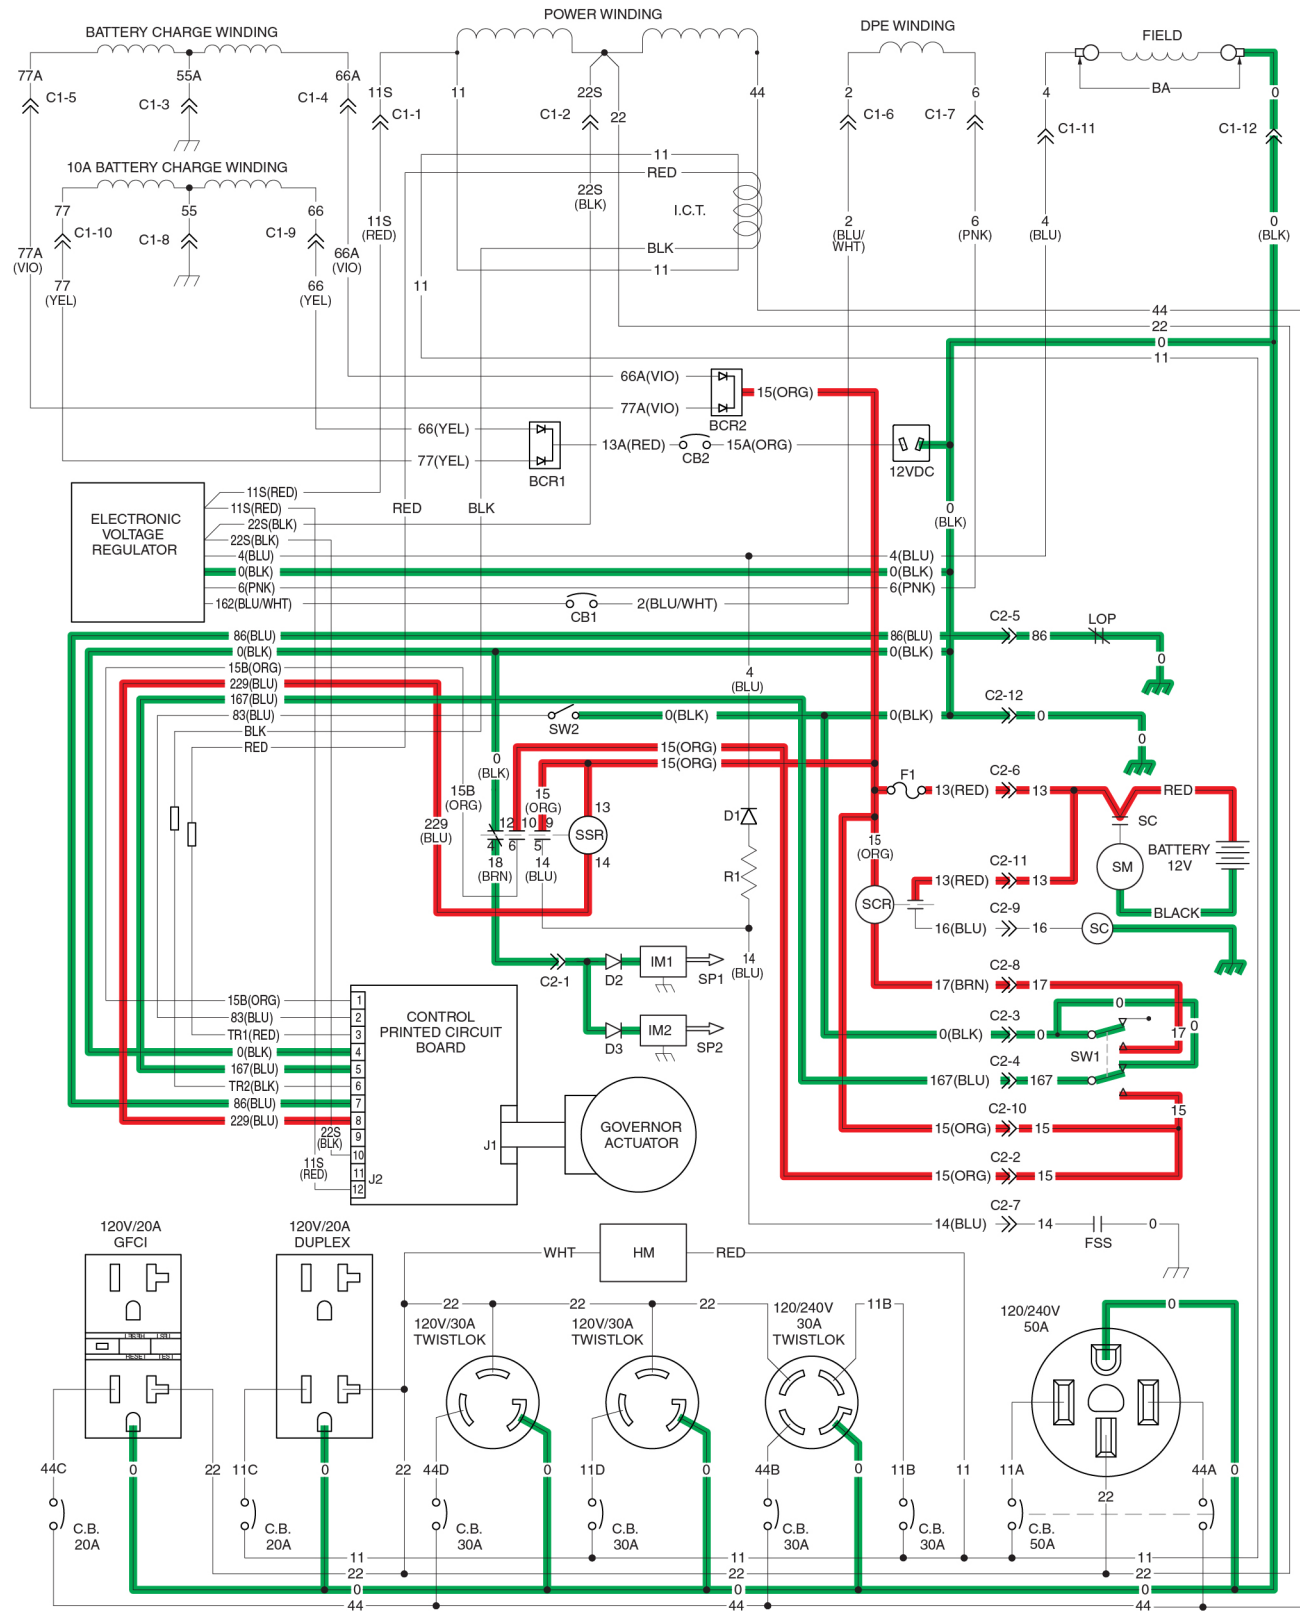 POWER WINDING
BATTERY CHARGE WINDING
DPE WINDING
FIELD
77A 55A 66A 11S 11 22S 22 44 2 6 4 BA 0
C1-5 C1-3 C1-4 C1-1 C1-2 C1-6 C1-7 C1-11 C1-12
10A BATTERY CHARGE WINDING
11
RED
77 55 66
C1-10 C1-8 C1-9
22S
(BLK)
I.C.T.
11S
(RED)
2
(BLU/
WHT)
6
(PNK)
4
(BLU)
0
(BLK)
BLK
77A
(VIO)
66A
(VIO)
11
77
(YEL)
66
(YEL)
11
44
22
0
11
66A(VIO)
15(ORG)
77A(VIO)
BCR2
66(YEL)
13A(RED)
CB2
15A(ORG)
77(YEL)
BCR1
12VDC
ELECTRONIC
VOLTAGE
REGULATOR
11S(RED)
11S(RED)
RED
BLK
0
(BLK)
22S(BLK)
22S(BLK)
4(BLU)
4(BLU)
0(BLK)
0(BLK)
6(PNK)
6(PNK)
162(BLU/WHT)
CB1
2(BLU/WHT)
86(BLU)
86(BLU)
C2-5
86
LOP
0
0(BLK)
0(BLK)
15B(ORG)
229(BLU)
167(BLU)
4
(BLU)
83(BLU)
SW2
0(BLK)
0(BLK)
C2-12
0
0
BLK
RED
15(ORG)
15(ORG)
0
(BLK)
15B
(ORG)
15
(ORG)
13
F1
13(RED)
C2-6
13
RED
229
(BLU)
12 10 9
4 6 5
SSR
14
18
(BRN)
14
(BLU)
D1
R1
15
(ORG)
SC
SM
BATTERY
12V
BLACK
C2-11
13(RED)
13
SCR
C2-9
16(BLU)
16
SC
14
(BLU)
C2-1
D2
IM1
SP1
D3
IM2
SP2
C2-8
17(BRN)
17
C2-3
0(BLK)
0
0
0
17
SW1
C2-4
167(BLU)
167
15
C2-10
15(ORG)
15
C2-2
15(ORG)
15
C2-7
14(BLU)
14
FSS
0
CONTROL
PRINTED CIRCUIT
BOARD
15B(ORG) 1
83(BLU) 2
TR1(RED) 3
0(BLK) 4
167(BLU) 5
TR2(BLK) 6
86(BLU) 7
229(BLU) 8
9
22S
(BLK)
10
11
11S
(RED)
12
J2
J1
GOVERNOR
ACTUATOR
120V/20A
GFCI
120V/20A
DUPLEX
WHT
HM
RED
22
22
22
120V/30A
TWISTLOK
120V/30A
TWISTLOK
120/240V
30A
TWISTLOK
11B
120/240V
50A
0
RESET TEST
RESET TEST
44C 0 22 11C 0 22 44D 0 11D 0 44B 0 11B 11 11A 22 44A 0
C.B.
20A
C.B.
20A
C.B.
30A
C.B.
30A
C.B.
30A
C.B.
30A
C.B.
50A
11 11
22 22
0 0 0
44 44 44